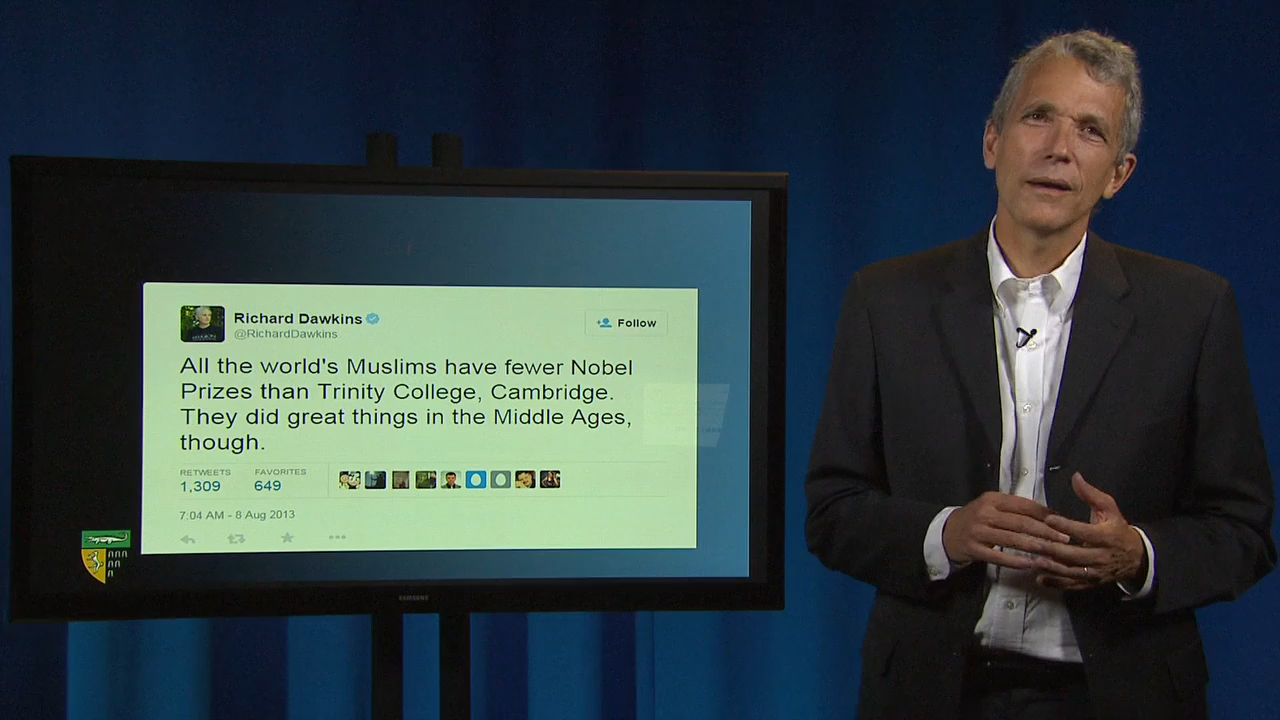 Richard Dawkins
@RichardDawkins
Follow
All the world's Muslims have fewer Nobel
Prizes than Trinity College, Cambridge.
They did great things in the Middle Ages,
though.
RETWEETS FAVORITES
1,309 649
7:04 AM - 8 Aug 2013
SAMSUNG